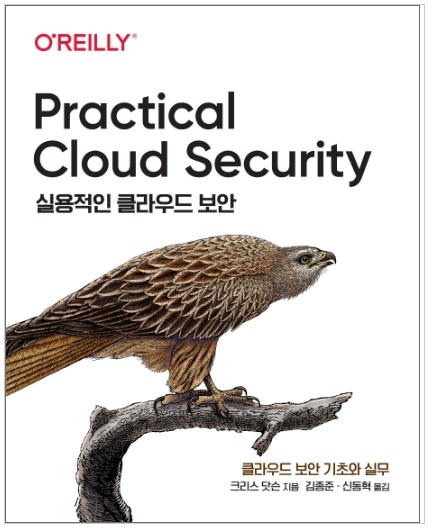 O'REILLY®
Practical
Cloud Security
실용적인 클라우드 보안
클라우드 보안 기초와 실무
크리스 닷슨 지음 김종준 · 신동혁 옮김